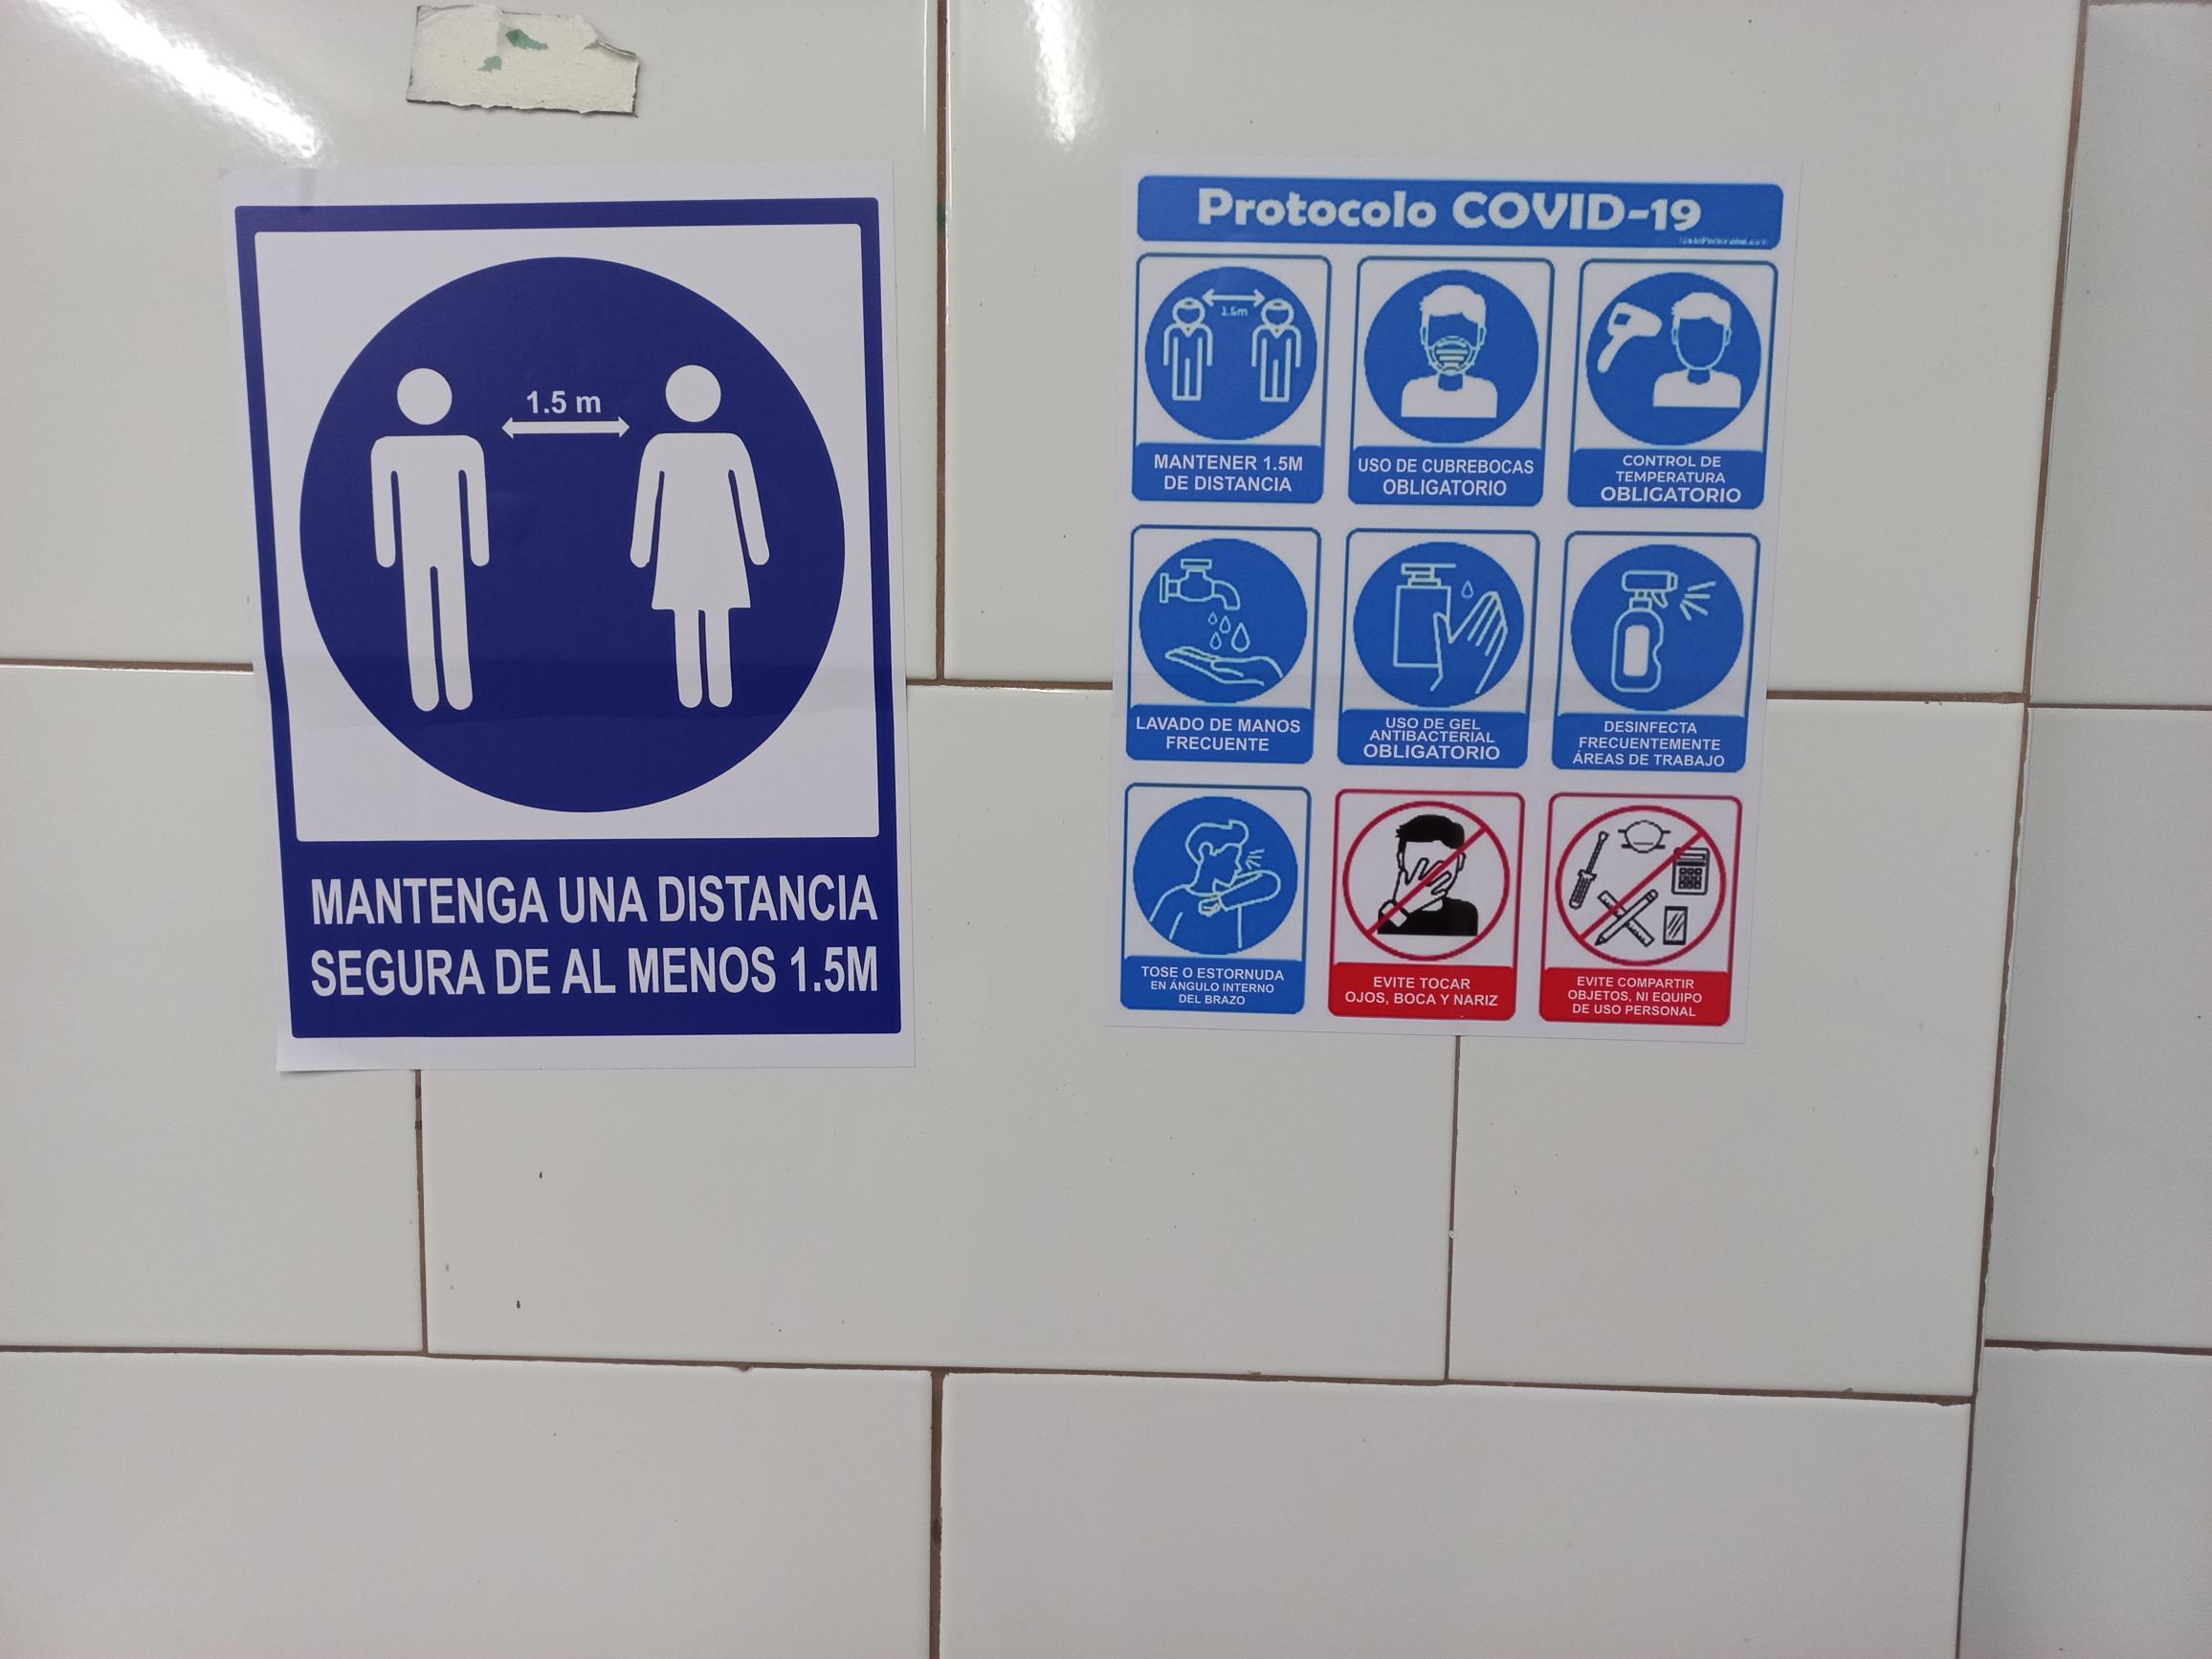 1.5 m
MANTENGA UNA DISTANCIA
SEGURA DE AL MENOS 1.5M
Protocolo COVID-19
1.5m
MANTENER 1.5M
DE DISTANCIA
USO DE CUBREBOCAS
OBLIGATORIO
CONTROL DE
TEMPERATURA
OBLIGATORIO
LAVADO DE MANOS
FRECUENTE
USO DE GEL
ANTIBACTERIAL
OBLIGATORIO
DESINFECTA
FRECUENTEMENTE
ÁREAS DE TRABAJO
TOSE O ESTORNUDA
EN ÁNGULO INTERNO
DEL BRAZO
EVITE TOCAR
OJOS, BOCA Y NARIZ
EVITE COMPARTIR
OBJETOS, NI EQUIPO
DE USO PERSONAL